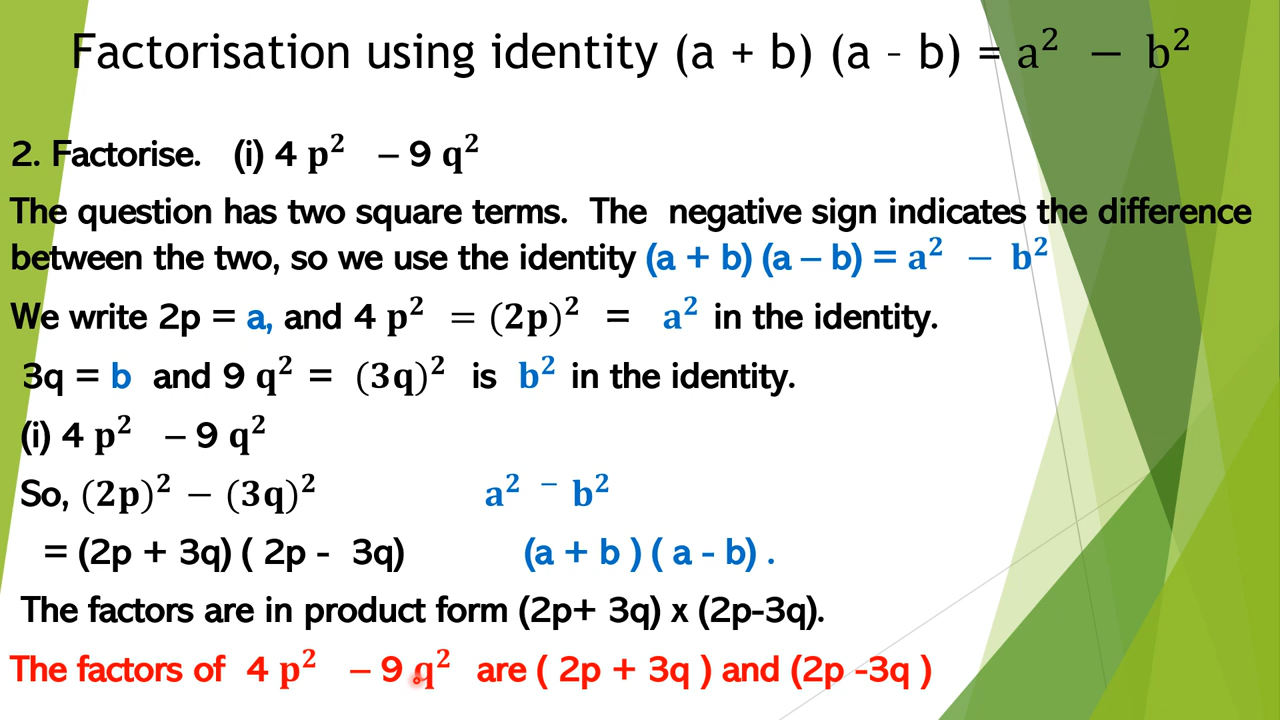 Factorisation using identity (a + b) (a - b) = a² − b²
2. Factorise. (i) 4 p² – 9 q²
The question has two square terms. The negative sign indicates the difference
between the two, so we use the identity (a + b) (a – b) = a² − b²
We write 2p = a, and 4 p² = (2p)² = a² in the identity.
3q = b and 9 q² = (3q)² is b² in the identity.
(i) 4 p² – 9 q²
So, (2p)² − (3q)² a² − b²
= (2p + 3q) ( 2p - 3q) (a + b ) ( a - b) .
The factors are in product form (2p+ 3q) x (2p-3q).
The factors of 4 p² – 9 q² are ( 2p + 3q ) and (2p -3q )